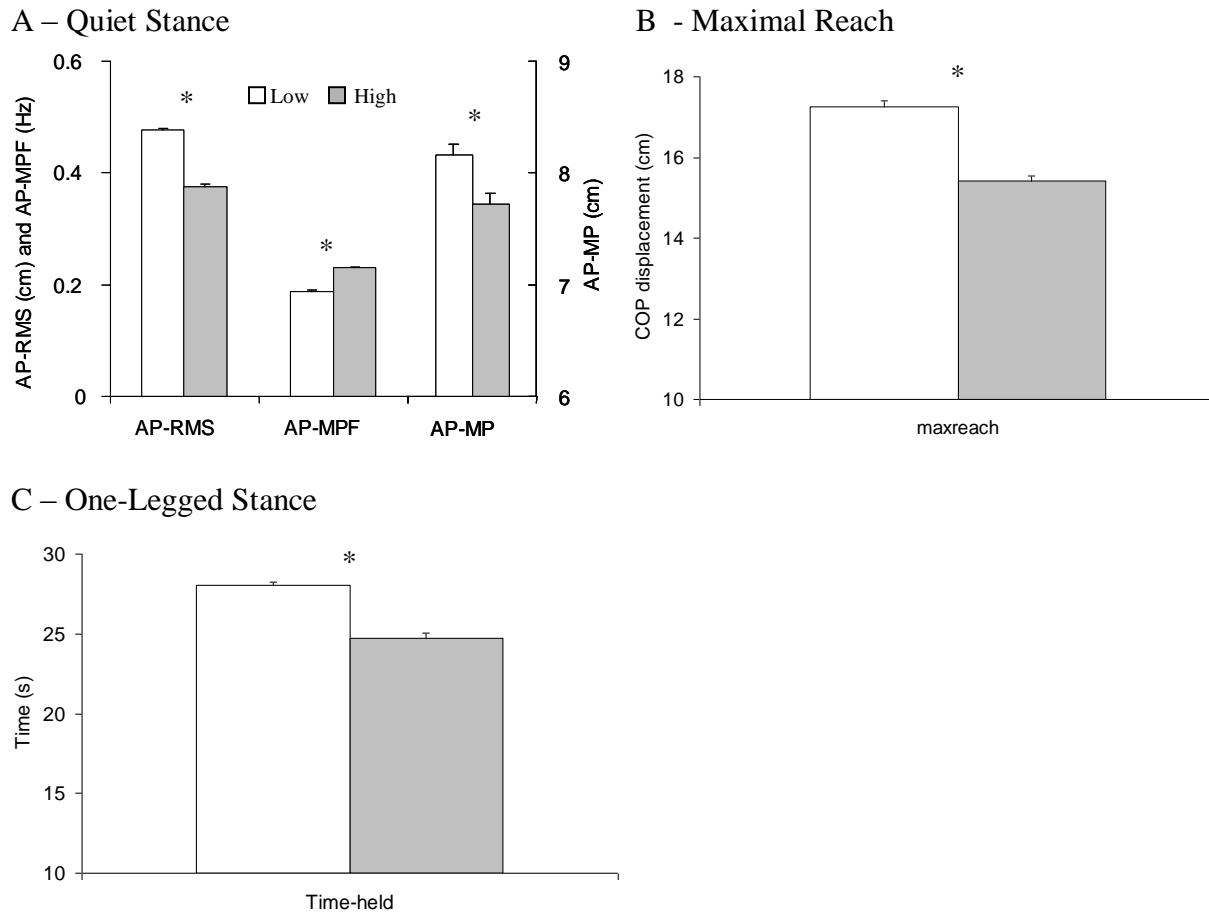 A – Quiet Stance
0.6
0.4
0.2
0
AP-RMS (cm) and AP-MPF (Hz)
*
*
*
Low High
9
8
7
6
AP-MP (cm)
AP-RMS AP-MPF AP-MP
B - Maximal Reach
18
16
14
12
10
COP displacement (cm)
*
maxreach
C – One-Legged Stance
30
25
20
15
10
Time (s)
*
Time-held